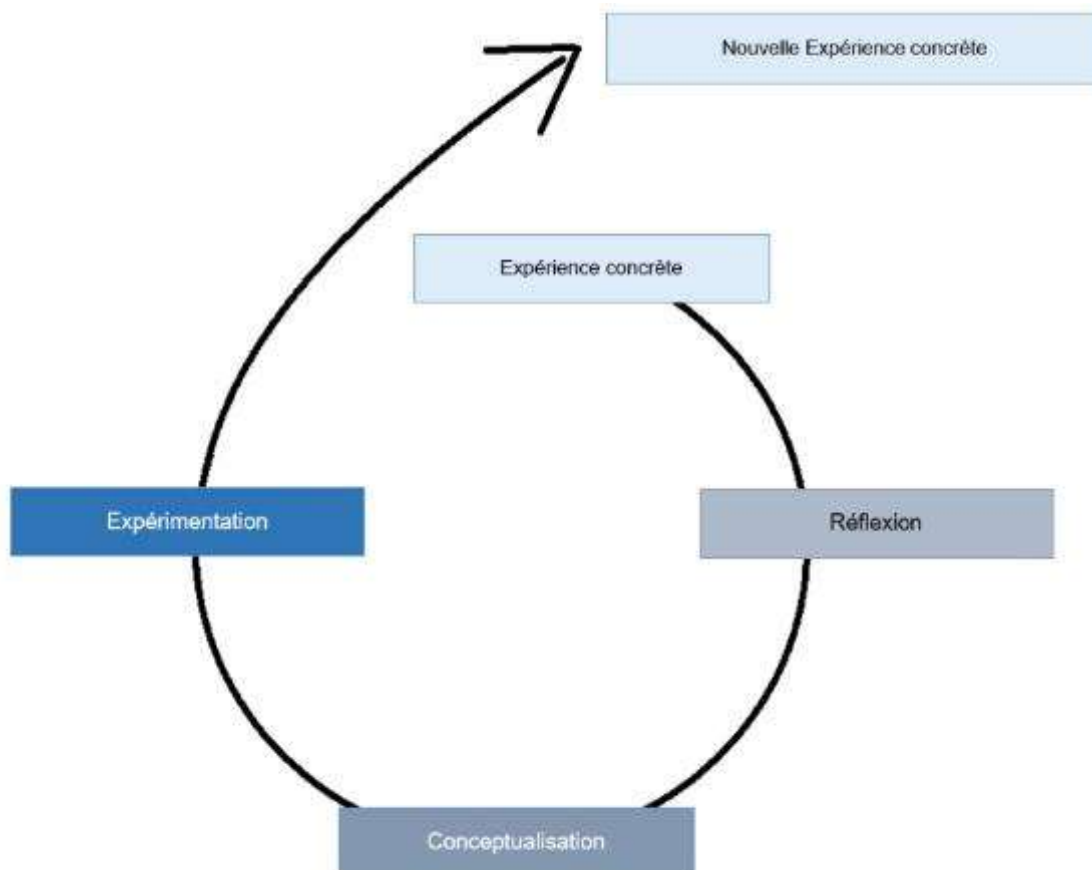 Nouvelle Expérience concrète
Expérience concrète
Expérimentation
Réflexion
Conceptualisation